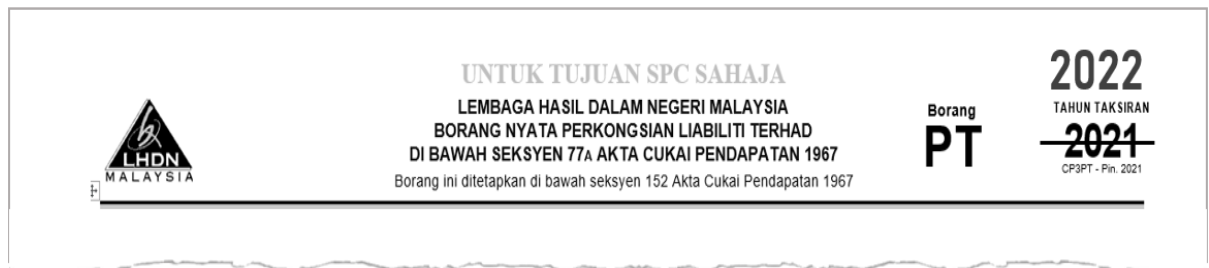 UNTUK TUJUAN SPC SAHAJA
LEMBAGA HASIL DALAM NEGERI MALAYSIA
BORANG NYATA PERKONGSIAN LIABILITI TERHAD
DI BAWAH SEKSYEN 77A AKTA CUKAI PENDAPATAN 1967
Borang ini ditetapkan di bawah seksyen 152 Akta Cukai Pendapatan 1967
LHDN
MALAYSIA
Borang
PT
2022
TAHUN TAKSIRAN
2021
CP3PT - Pin. 2021